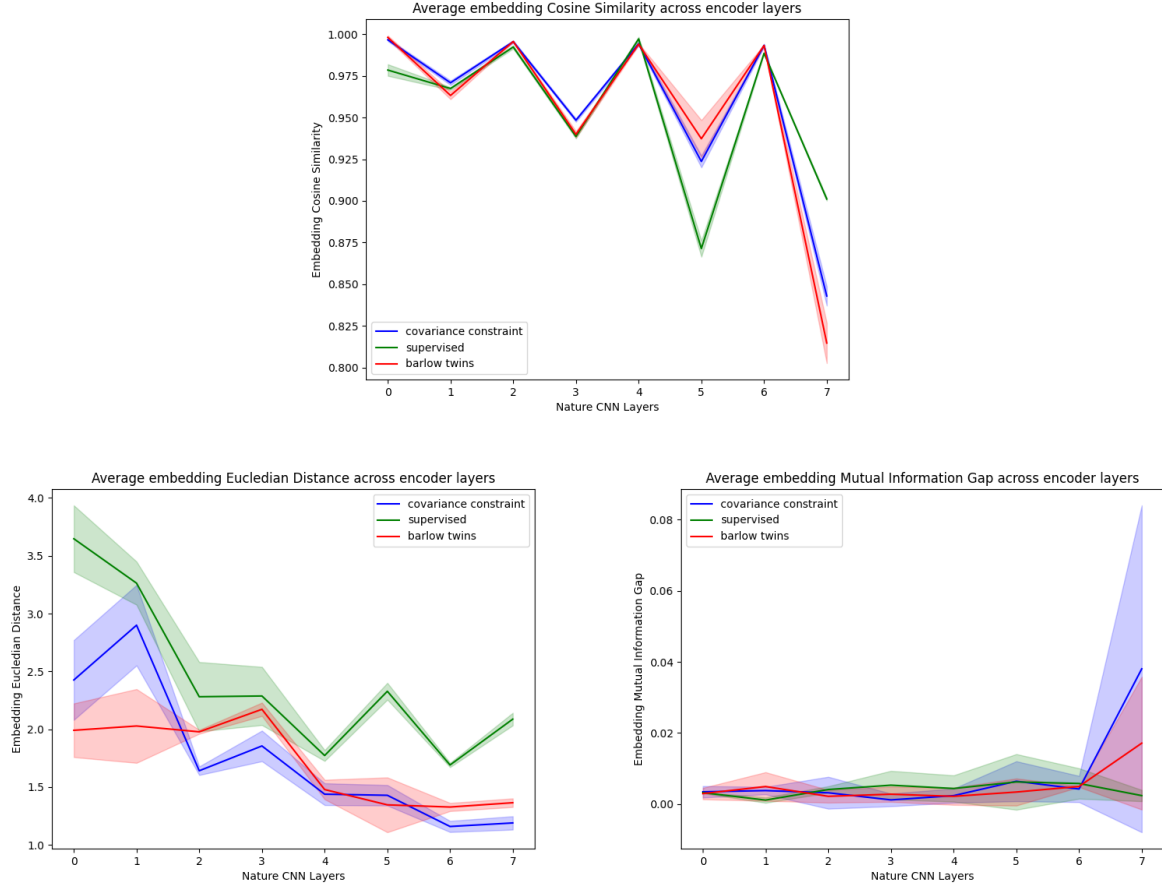 Average embedding Cosine Similarity across encoder layers
1.000
0.975
0.950
0.925
0.900
0.875
0.850
0.825
0.800
Embedding Cosine Similarity
covariance constraint
supervised
barlow twins
0 1 2 3 4 5 6 7
Nature CNN Layers
Average embedding Eucledian Distance across encoder layers
4.0
3.5
3.0
2.5
2.0
1.5
1.0
Embedding Eucledian Distance
covariance constraint
supervised
barlow twins
0 1 2 3 4 5 6 7
Nature CNN Layers
Average embedding Mutual Information Gap across encoder layers
0.08
0.06
0.04
0.02
0.00
Embedding Mutual Information Gap
covariance constraint
supervised
barlow twins
0 1 2 3 4 5 6 7
Nature CNN Layers